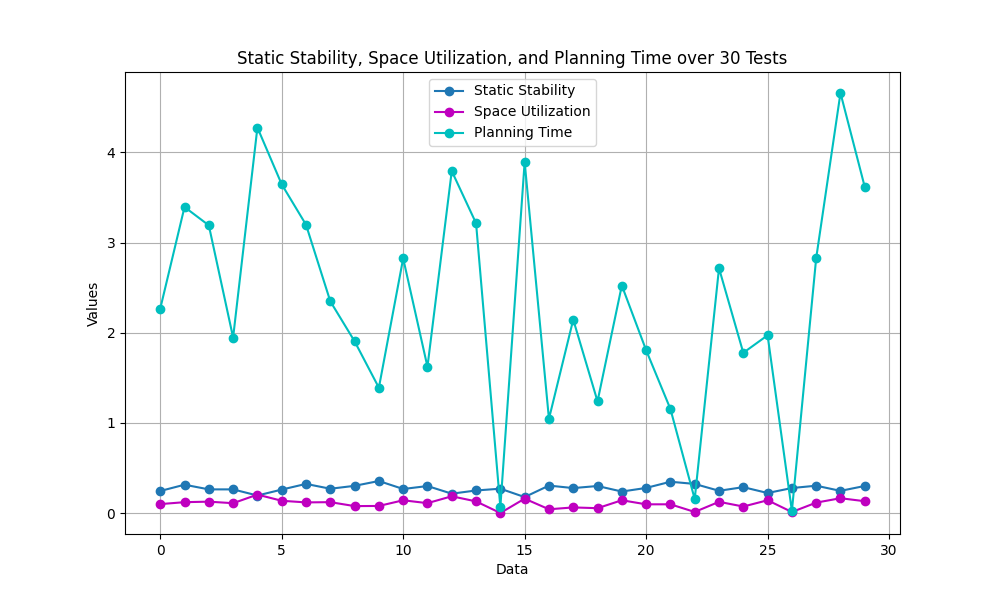 Static Stability, Space Utilization, and Planning Time over 30 Tests
Static Stability
Space Utilization
Planning Time
Values
4
3
2
1
0
0 5 10 15 20 25 30
Data